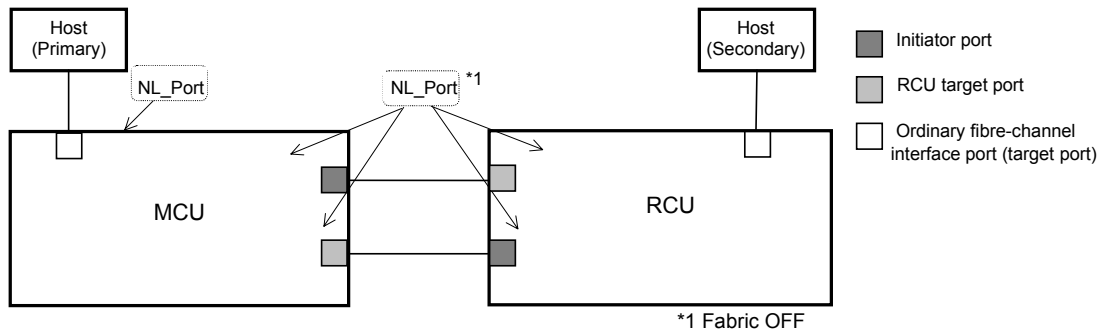 Host
(Primary)
NL_Port
NL_Port *1
Host
(Secondary)
Initiator port
RCU target port
Ordinary fibre-channel
interface port (target port)
MCU
RCU
*1 Fabric OFF